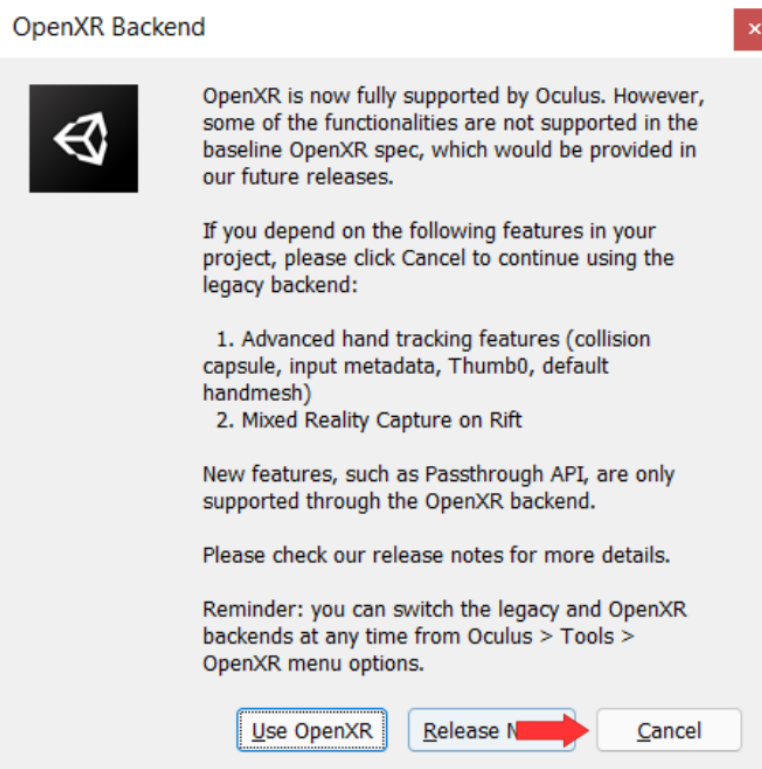 OpenXR Backend
OpenXR is now fully supported by Oculus. However,
some of the functionalities are not supported in the
baseline OpenXR spec, which would be provided in
our future releases.
If you depend on the following features in your
project, please click Cancel to continue using the
legacy backend:
1. Advanced hand tracking features (collision
capsule, input metadata, Thumb0, default
handmesh)
2. Mixed Reality Capture on Rift
New features, such as Passthrough API, are only
supported through the OpenXR backend.
Please check our release notes for more details.
Reminder: you can switch the legacy and OpenXR
backends at any time from Oculus > Tools >
OpenXR menu options.
Use OpenXR
Release
Cancel